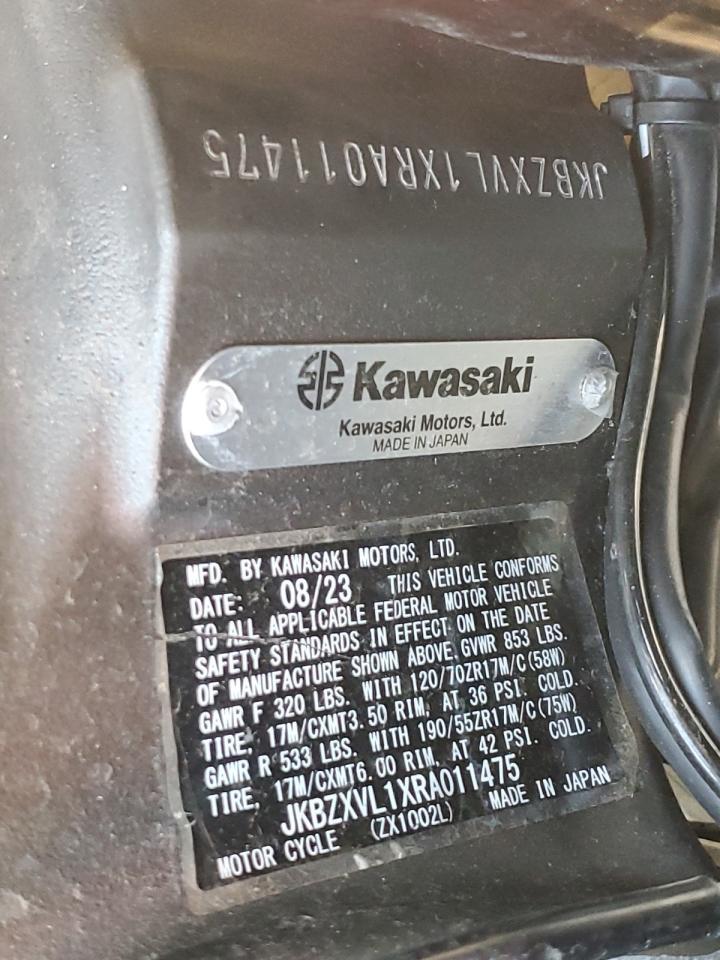 JKBZXVL1XRA011475
Kawasaki
Kawasaki Motors, Ltd.
MADE IN JAPAN
MFD. BY KAWASAKI MOTORS, LTD.
DATE: 08/23 THIS VEHICLE CONFORMS
TO ALL APPLICABLE FEDERAL MOTOR VEHICLE
SAFETY STANDARDS IN EFFECT ON THE DATE
OF MANUFACTURE SHOWN ABOVE. GVWR 853 LBS.
GAWR F 320 LBS. WITH 120/70ZR17M/C(58W)
TIRE, 17M/CXMT3.50 RIM, AT 36 PSI. COLD.
GAWR R 533 LBS. WITH 190/55ZR17M/C(75W)
TIRE, 17M/CXMT6.00 RIM, AT 42 PSI. COLD.
JKBZXVL1XRA011475
MOTOR CYCLE (ZX1002L) MADE IN JAPAN